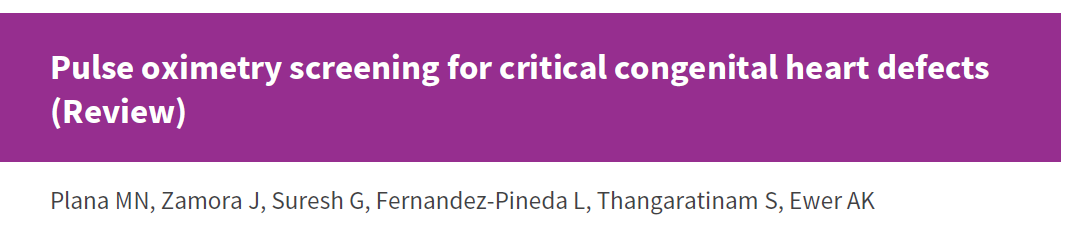 Pulse oximetry screening for critical congenital heart defects
(Review)
Plana MN, Zamora J, Suresh G, Fernandez-Pineda L, Thangaratinam S, Ewer AK